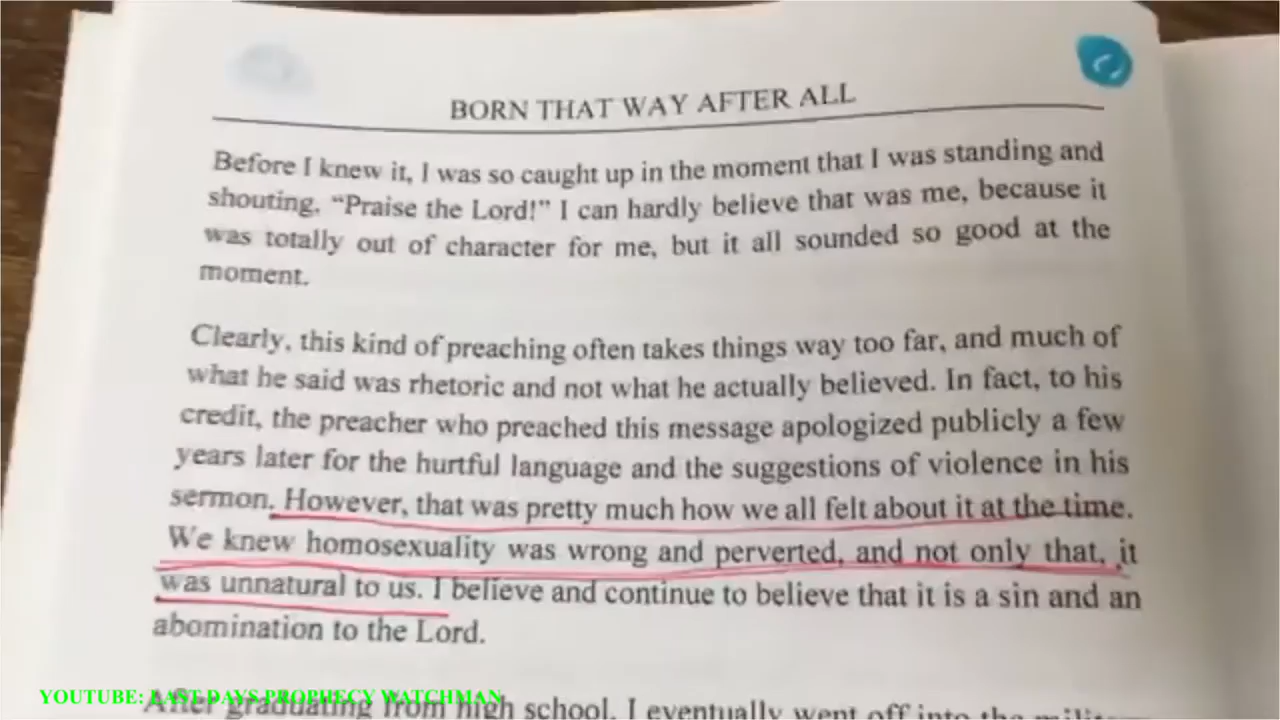 BORN THAT WAY AFTER ALL
Before I knew it, I was so caught up in the moment that I was standing and
shouting, “Praise the Lord!” I can hardly believe that was me, because it
was totally out of character for me, but it all sounded so good at the
moment.
Clearly, this kind of preaching often takes things way too far, and much of
what he said was rhetoric and not what he actually believed. In fact, to his
credit, the preacher who preached this message apologized publicly a few
years later for the hurtful language and the suggestions of violence in his
sermon. However, that was pretty much how we all felt about it at the time.
We knew homosexuality was wrong and perverted, and not only that, it
was unnatural to us. I believe and continue to believe that it is a sin and an
abomination to the Lord.
After graduating from high school, I eventually went off into the
YOUTUBE: LAST DAYS PROPHECY WATCHMAN